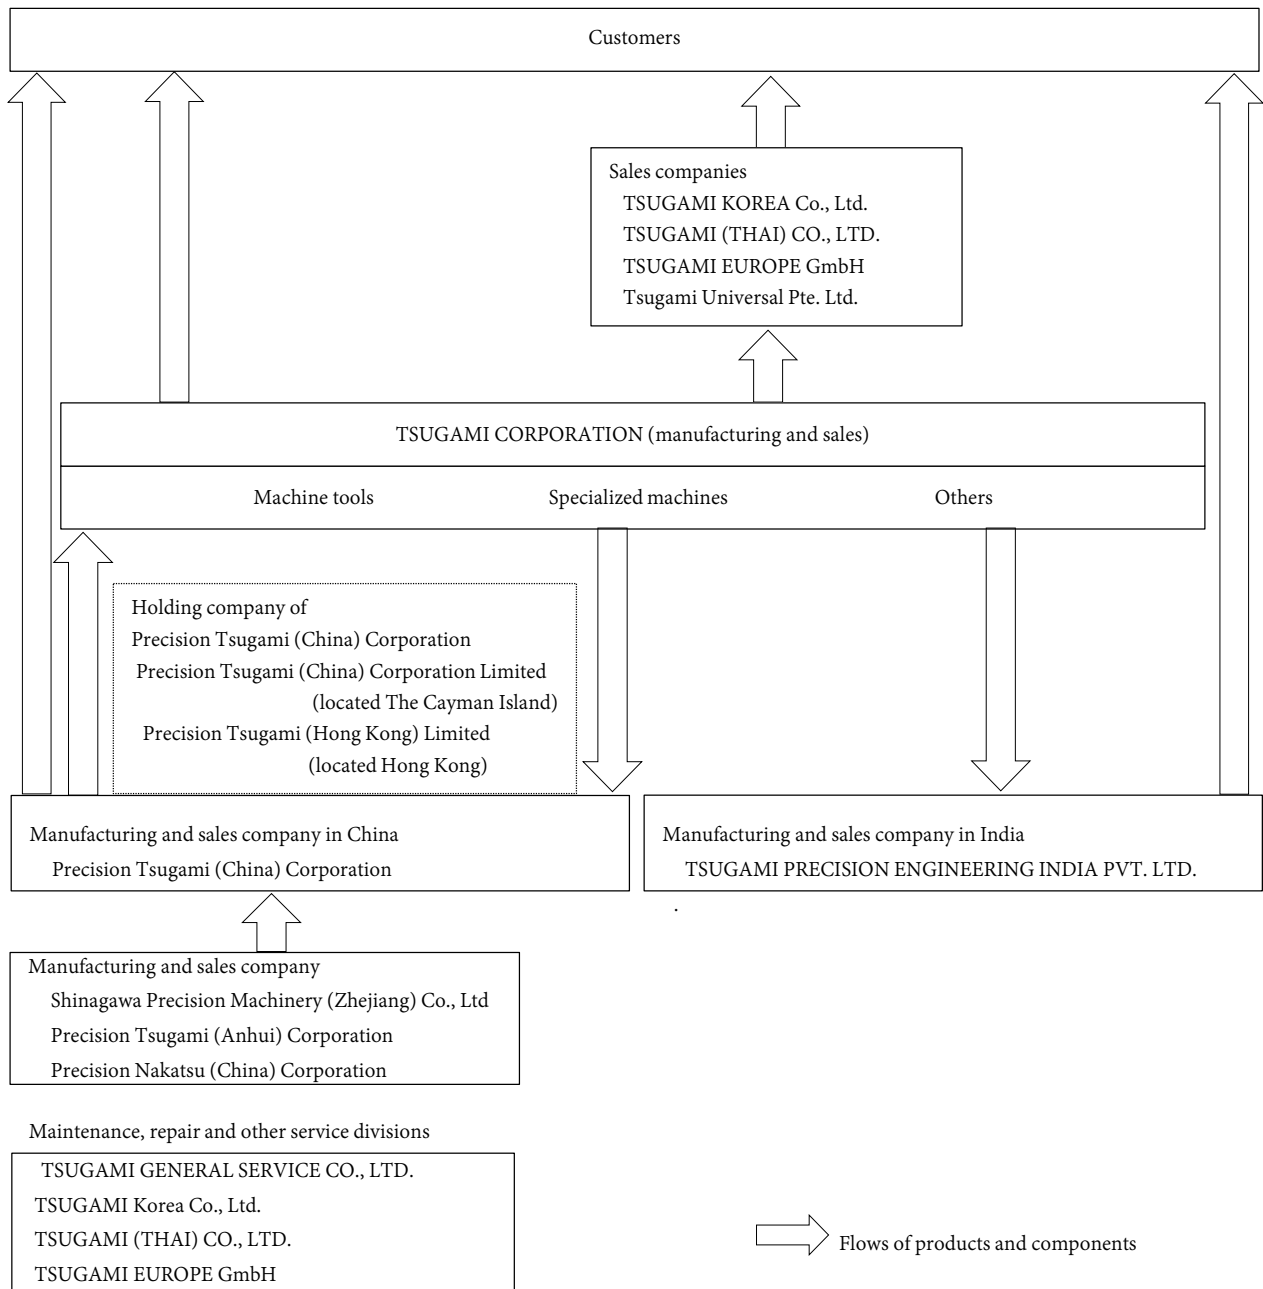 Customers
Sales companies
TSUGAMI KOREA Co., Ltd.
TSUGAMI (THAI) CO., LTD.
TSUGAMI EUROPE GmbH
Tsugami Universal Pte. Ltd.
TSUGAMI CORPORATION (manufacturing and sales)
Machine tools Specialized machines Others
Holding company of
Precision Tsugami (China) Corporation
Precision Tsugami (China) Corporation Limited
(located The Cayman Island)
Precision Tsugami (Hong Kong) Limited
(located Hong Kong)
Manufacturing and sales company in China
Precision Tsugami (China) Corporation
Manufacturing and sales company in India
TSUGAMI PRECISION ENGINEERING INDIA PVT. LTD.
.
Manufacturing and sales company
Shinagawa Precision Machinery (Zhejiang) Co., Ltd
Precision Tsugami (Anhui) Corporation
Precision Nakatsu (China) Corporation
Maintenance, repair and other service divisions
TSUGAMI GENERAL SERVICE CO., LTD.
TSUGAMI Korea Co., Ltd.
TSUGAMI (THAI) CO., LTD.
TSUGAMI EUROPE GmbH
Flows of products and components